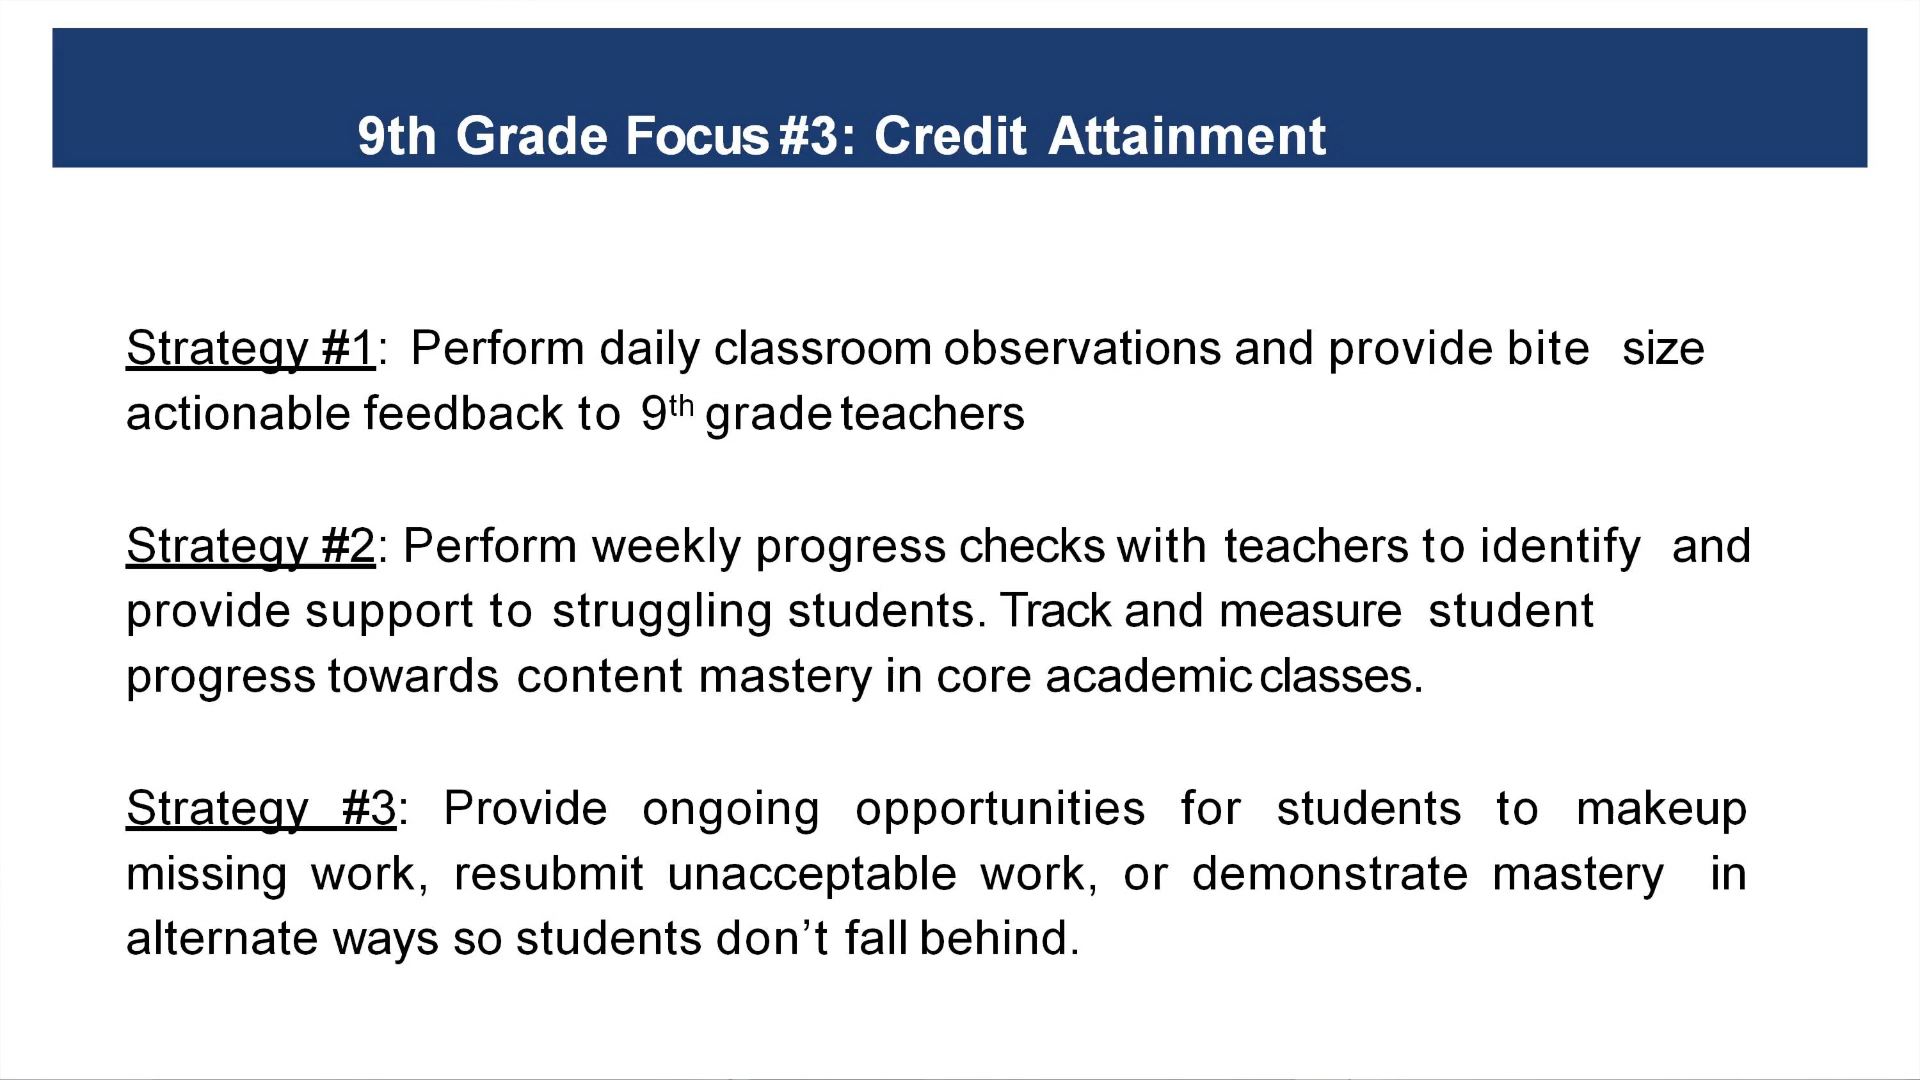 9th Grade Focus #3: Credit Attainment
Strategy #1: Perform daily classroom observations and provide bite size
actionable feedback to 9th grade teachers
Strategy #2: Perform weekly progress checks with teachers to identify and
provide support to struggling students. Track and measure student
progress towards content mastery in core academic classes.
Strategy #3: Provide ongoing opportunities for students to makeup
missing work, resubmit unacceptable work, or demonstrate mastery in
alternate ways so students don’t fall behind.